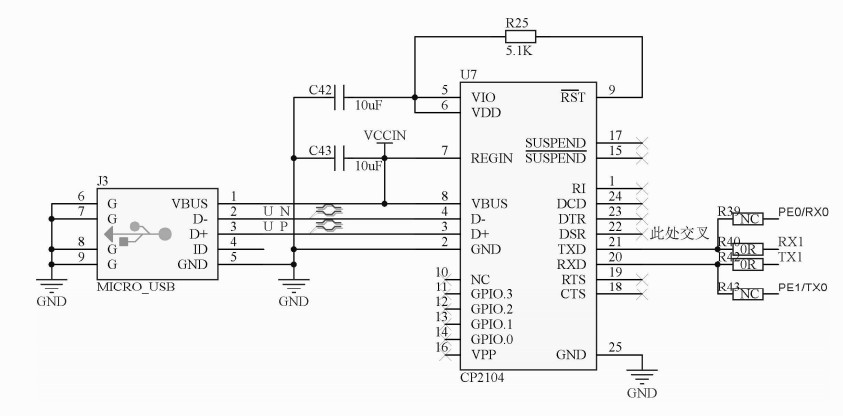 R25
5.1K
C42
10uF
U7
5 VIO
6 VDD
RST 9
VCCIN
C43
10uF
7 REGIN
SUSPEND 17
SUSPEND 15
J3
6 G VBUS 1
7 G D- 2 U N
G D+ 3 U P
8 G ID 4
9 G GND 5
MICRO_USB
GND
GND
8 VBUS
4 D-
3 D+
2 GND
RI 1
DCD 24
DTR 23
DSR 22 此处交叉
TXD 21
RXD 20
RTS 19
CTS 18
10 NC
11 GPIO.3
12 GPIO.2
13 GPIO.1
14 GPIO.0
16 VPP
GND 25
CP2104
GND
R39 NC PE0/RX0
R40 0R RX1
R42 0R TX1
R43 NC PE1/TX0